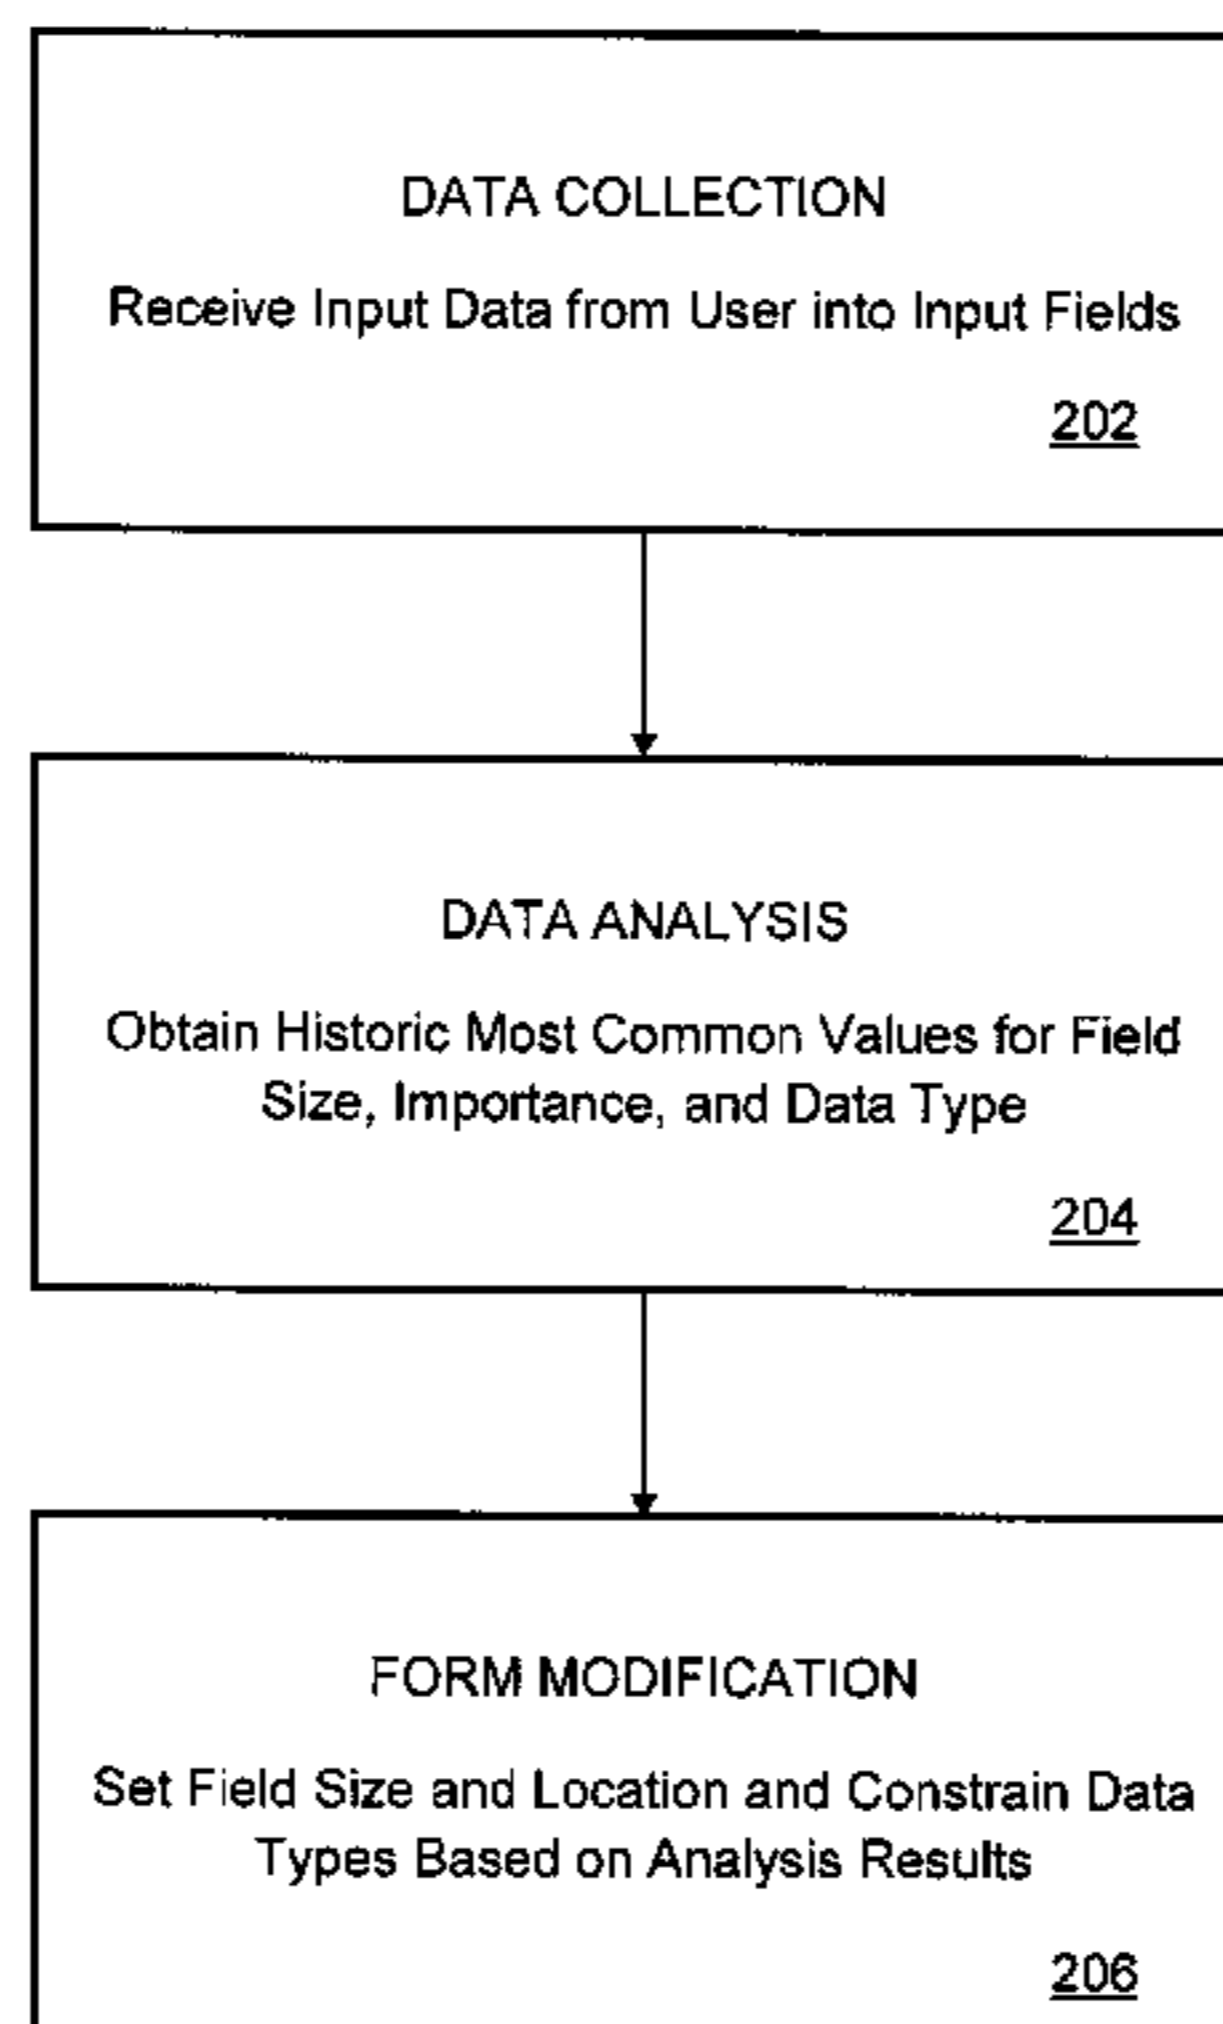 DATA COLLECTION
Receive Input Data from User into Input Fields
202
DATA ANALYSIS
Obtain Historic Most Common Values for Field
Size, Importance, and Data Type
204
FORM MODIFICATION
Set Field Size and Location and Constrain Data
Types Based on Analysis Results
206